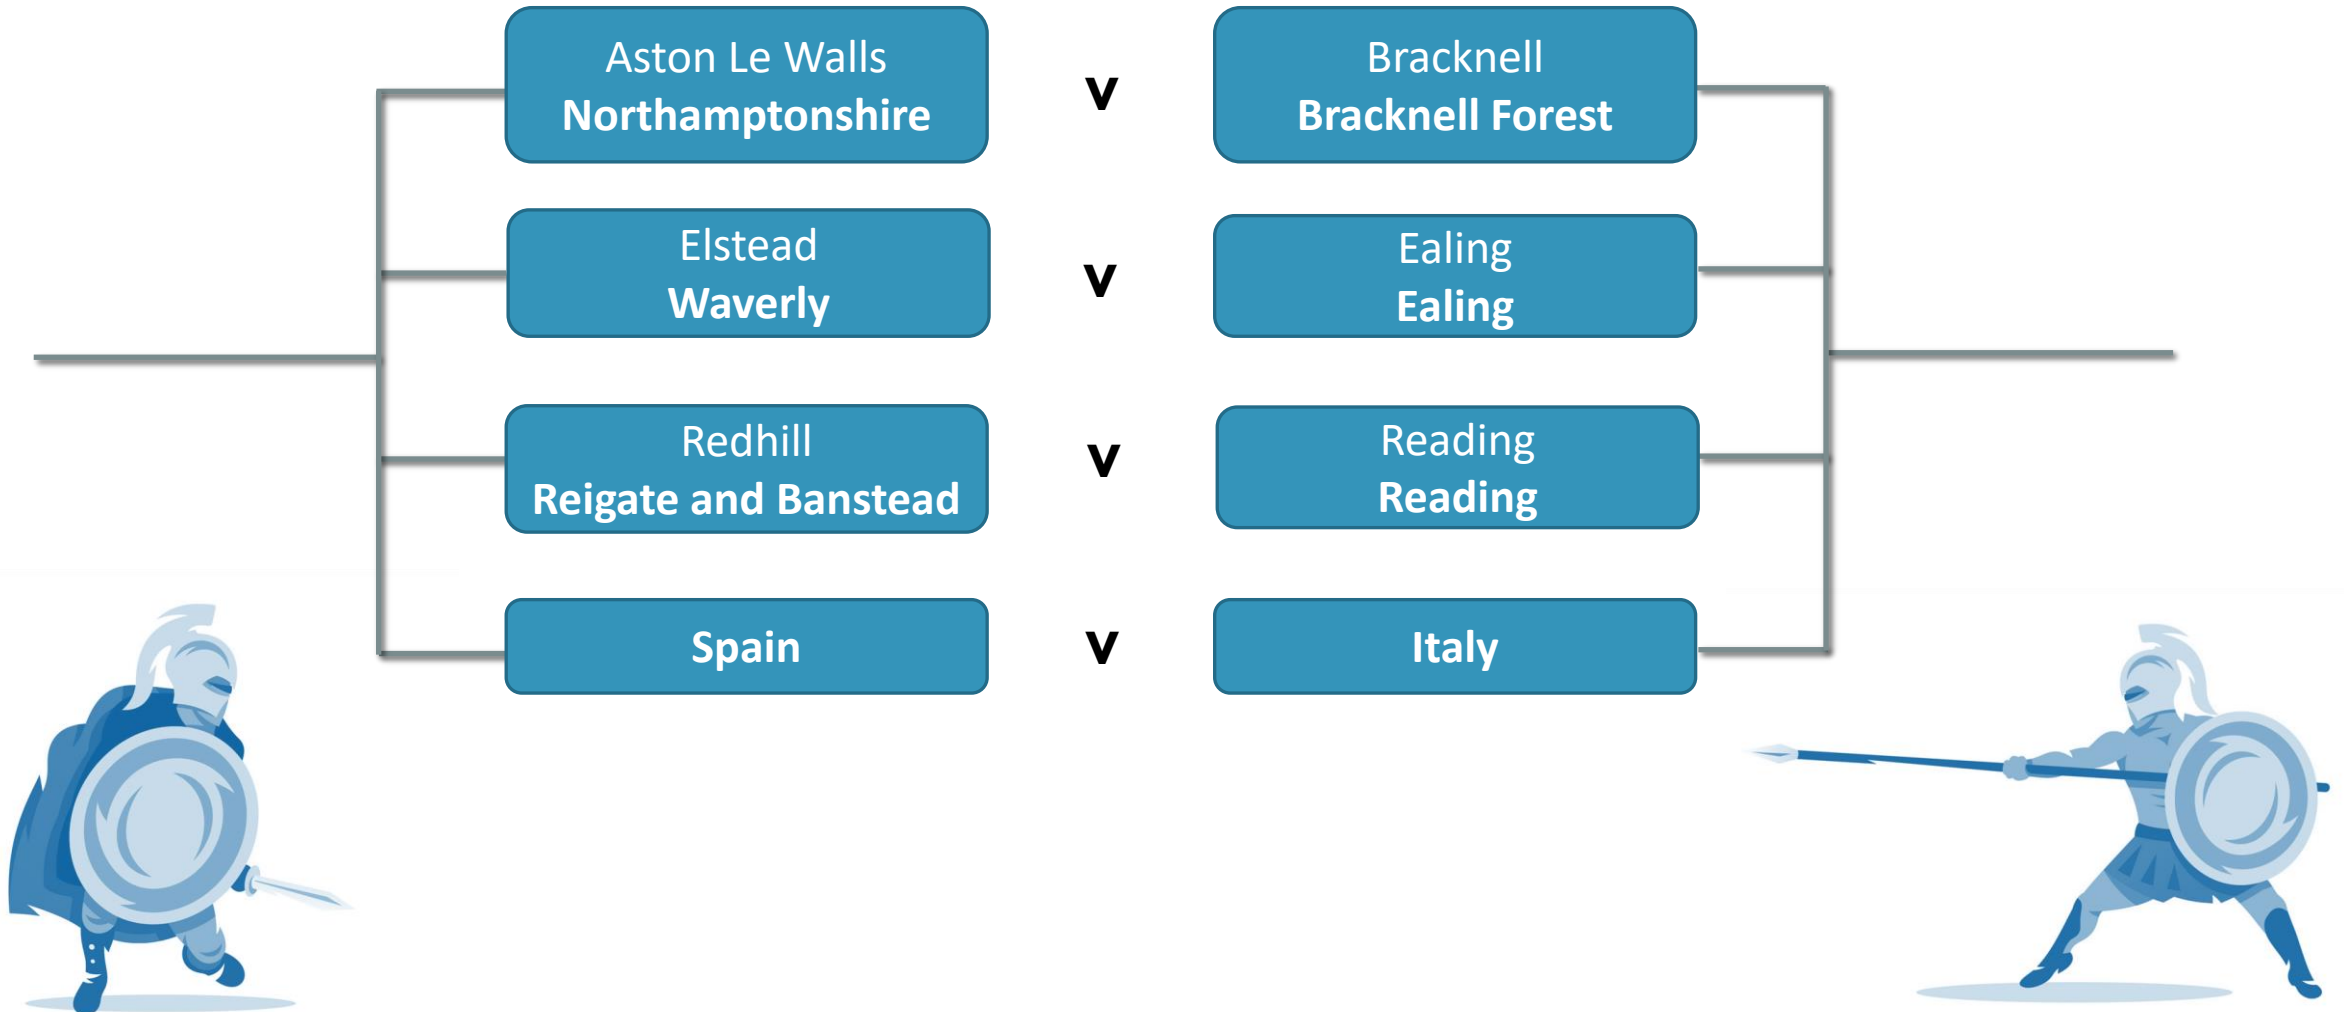 Aston Le Walls
Northamptonshire
v
Bracknell
Bracknell Forest
Elstead
Waverly
v
Ealing
Ealing
Redhill
Reigate and Banstead
v
Reading
Reading
Spain
v
Italy